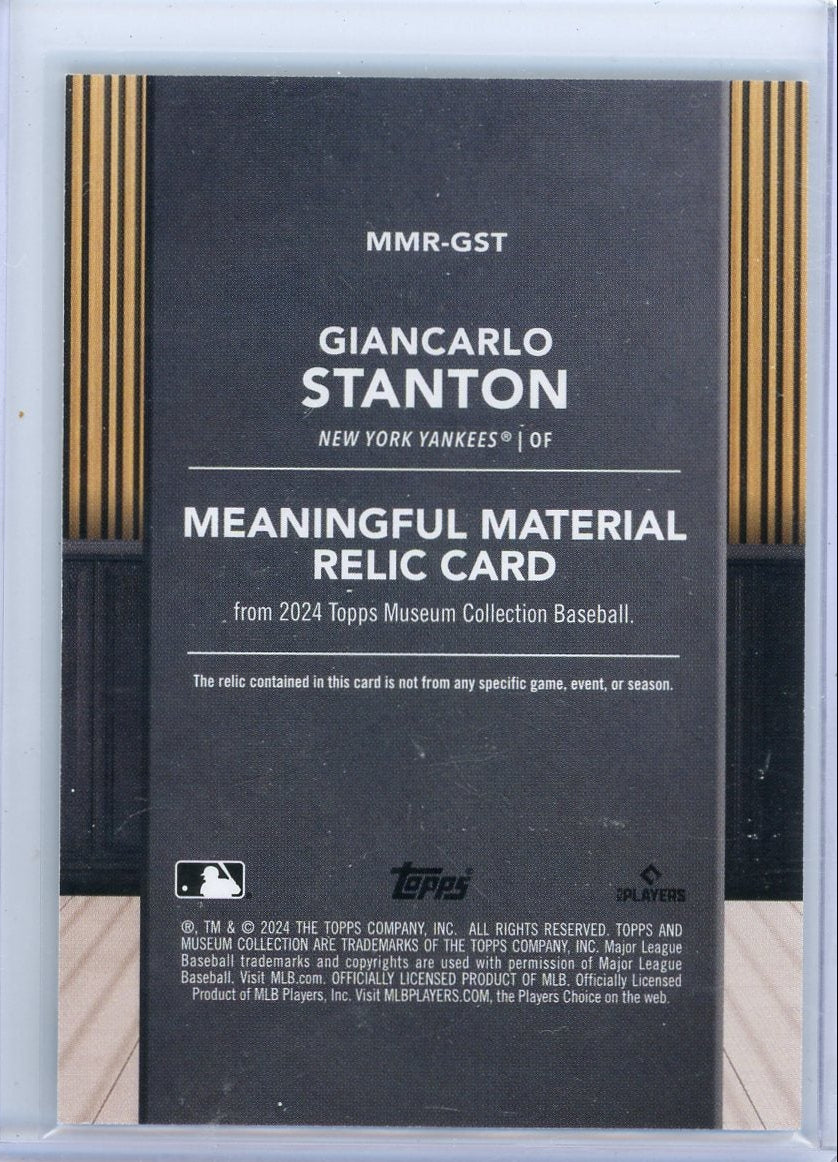 MMR-GST
GIANCARLO
STANTON
NEW YORK YANKEES® | OF
MEANINGFUL MATERIAL
RELIC CARD
from 2024 Topps Museum Collection Baseball.
The relic contained in this card is not from any specific game, event, or season.
Topps
PLAYERS
®, TM & © 2024 THE TOPPS COMPANY, INC. ALL RIGHTS RESERVED. TOPPS AND
MUSEUM COLLECTION ARE TRADEMARKS OF THE TOPPS COMPANY, INC. Major League
Baseball trademarks and copyrights are used with permission of Major League
Baseball. Visit MLB.com. OFFICIALLY LICENSED PRODUCT OF MLB. Officially Licensed
Product of MLB Players, Inc. Visit MLBPLAYERS.COM, the Players Choice on the web.